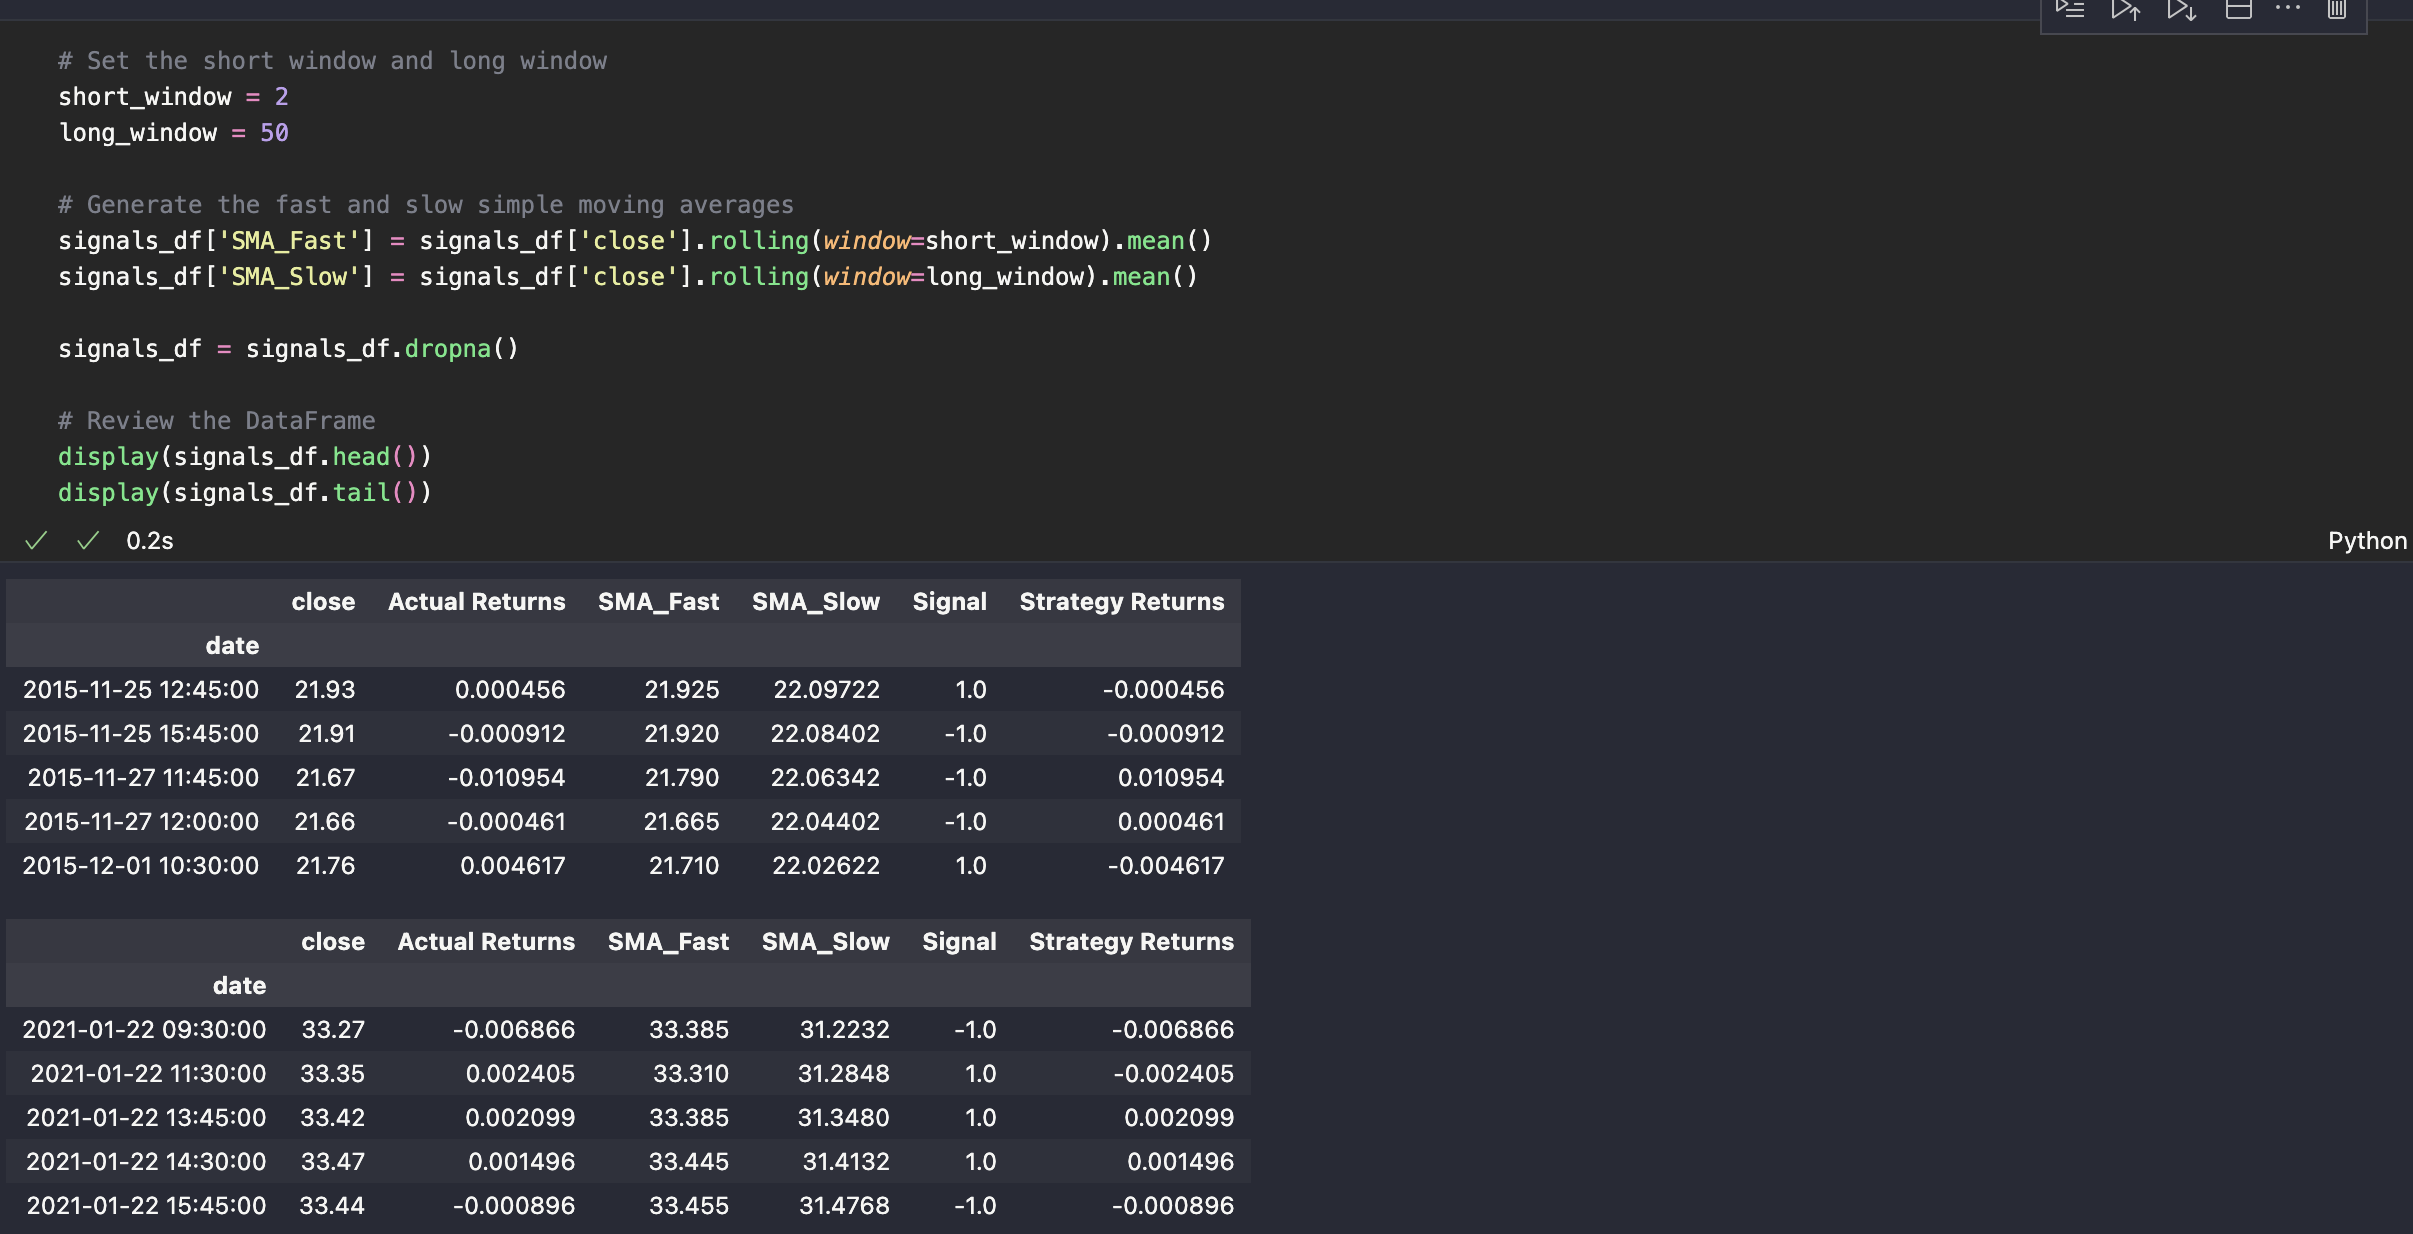 # Set the short window and long window
short_window = 2
long_window = 50
# Generate the fast and slow simple moving averages
signals_df['SMA_Fast'] = signals_df['close'].rolling(window=short_window).mean()
signals_df['SMA_Slow'] = signals_df['close'].rolling(window=long_window).mean()
signals_df = signals_df.dropna()
# Review the DataFrame
display(signals_df.head())
display(signals_df.tail())
0.2s Python
close Actual Returns SMA_Fast SMA_Slow Signal Strategy Returns
date
2015-11-25 12:45:00 21.93 0.000456 21.925 22.09722 1.0 -0.000456
2015-11-25 15:45:00 21.91 -0.000912 21.920 22.08402 -1.0 -0.000912
2015-11-27 11:45:00 21.67 -0.010954 21.790 22.06342 -1.0 0.010954
2015-11-27 12:00:00 21.66 -0.000461 21.665 22.04402 -1.0 0.000461
2015-12-01 10:30:00 21.76 0.004617 21.710 22.02622 1.0 -0.004617
close Actual Returns SMA_Fast SMA_Slow Signal Strategy Returns
date
2021-01-22 09:30:00 33.27 -0.006866 33.385 31.2232 -1.0 -0.006866
2021-01-22 11:30:00 33.35 0.002405 33.310 31.2848 1.0 -0.002405
2021-01-22 13:45:00 33.42 0.002099 33.385 31.3480 1.0 0.002099
2021-01-22 14:30:00 33.47 0.001496 33.445 31.4132 1.0 0.001496
2021-01-22 15:45:00 33.44 -0.000896 33.455 31.4768 -1.0 -0.000896